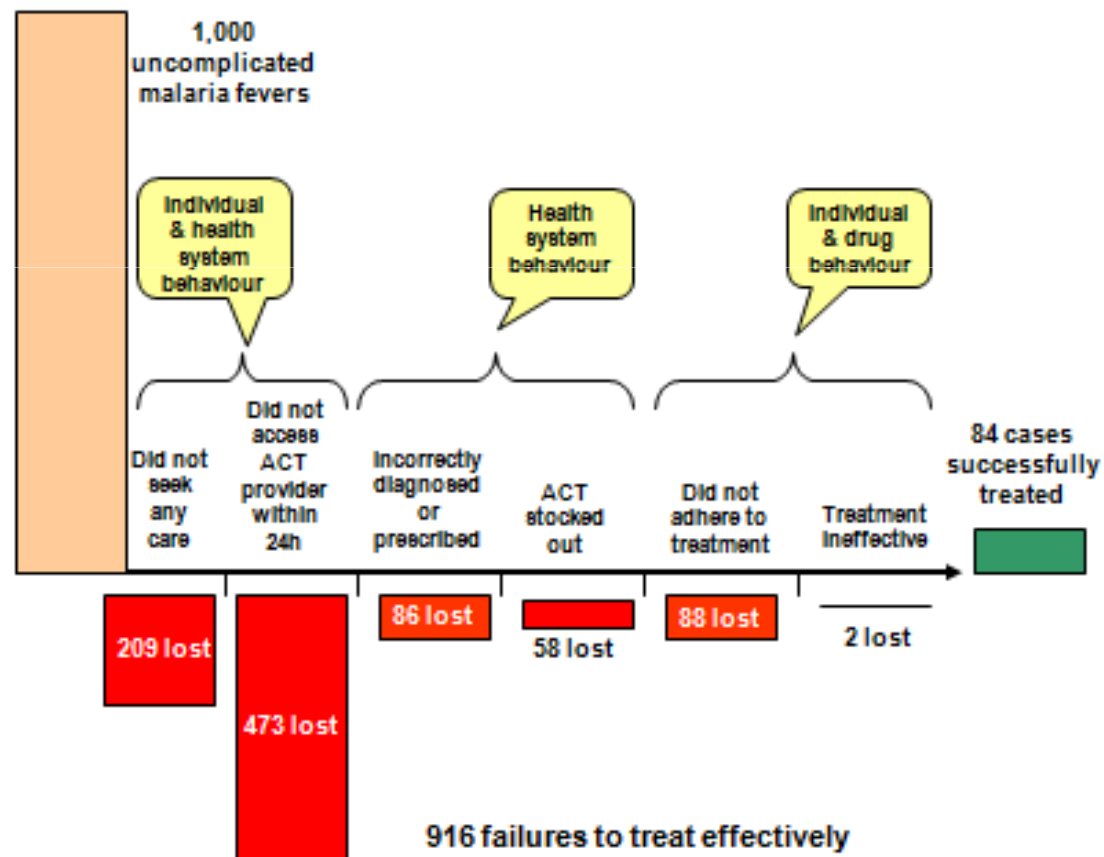 1,000
uncomplicated
malaria fevers
Individual
& health
system
behaviour
Health
system
behaviour
Individual
& drug
behaviour
Did not
seek
any
care
Did not
access
ACT
provider
within
24h
Incorrectly
diagnosed
or
prescribed
ACT
stocked
out
Did not
adhere to
treatment
Treatment
ineffective
84 cases
successfully
treated
209 lost
473 lost
86 lost
58 lost
88 lost
2 lost
916 failures to treat effectively